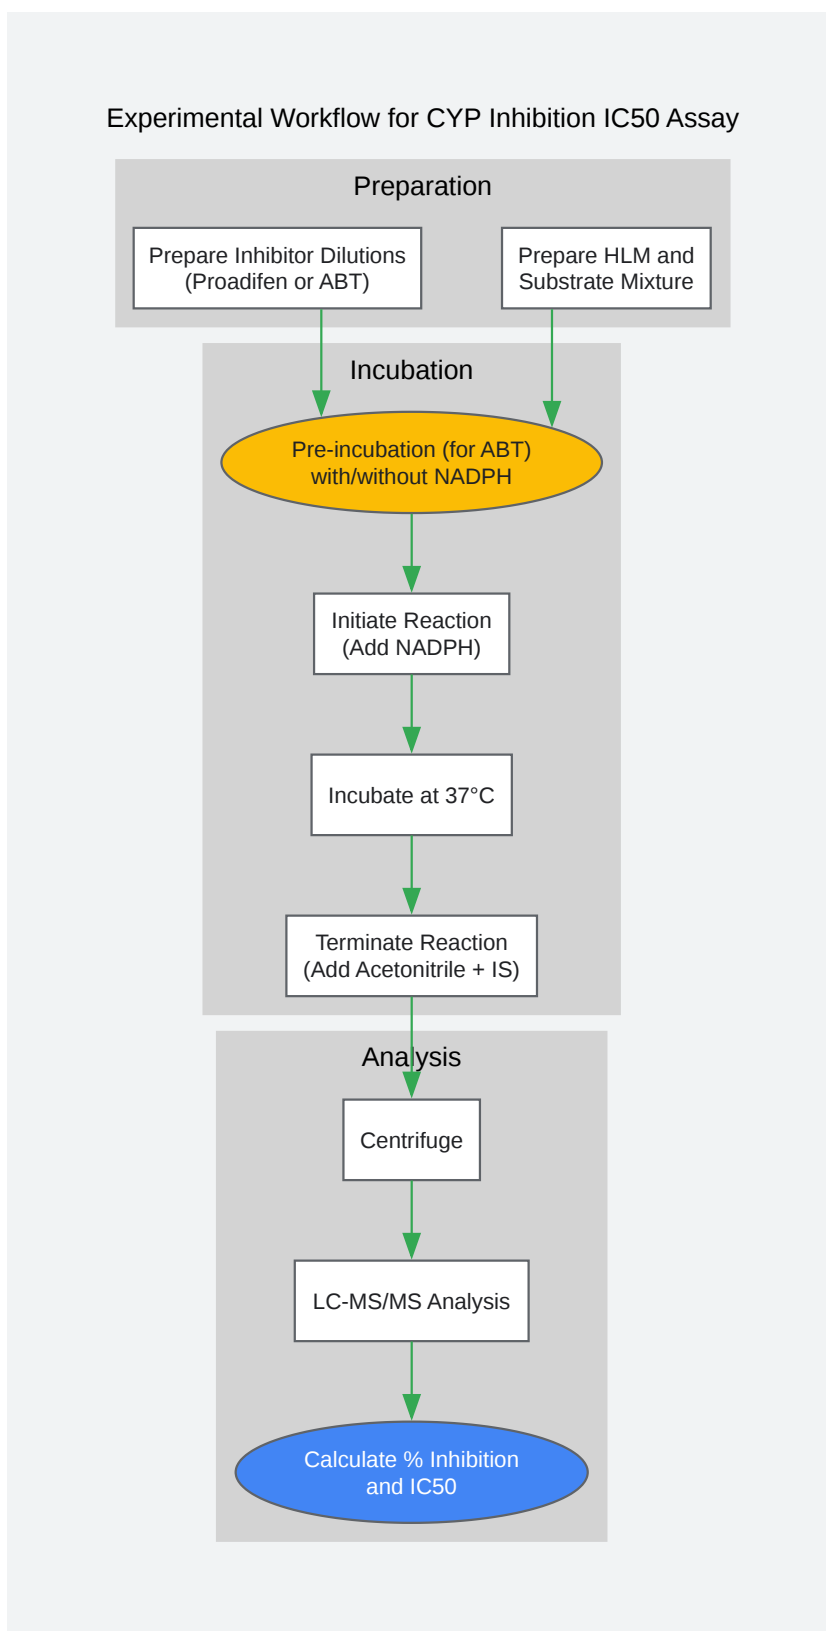 Experimental Workflow for CYP Inhibition IC50 Assay
Preparation
Prepare Inhibitor Dilutions
(Proadifen or ABT)
Prepare HLM and
Substrate Mixture
Incubation
Pre-incubation (for ABT)
with/without NADPH
Initiate Reaction
(Add NADPH)
Incubate at 37°C
Terminate Reaction
(Add Acetonitrile + IS)
Analysis
Centrifuge
LC-MS/MS Analysis
Calculate % Inhibition
and IC50